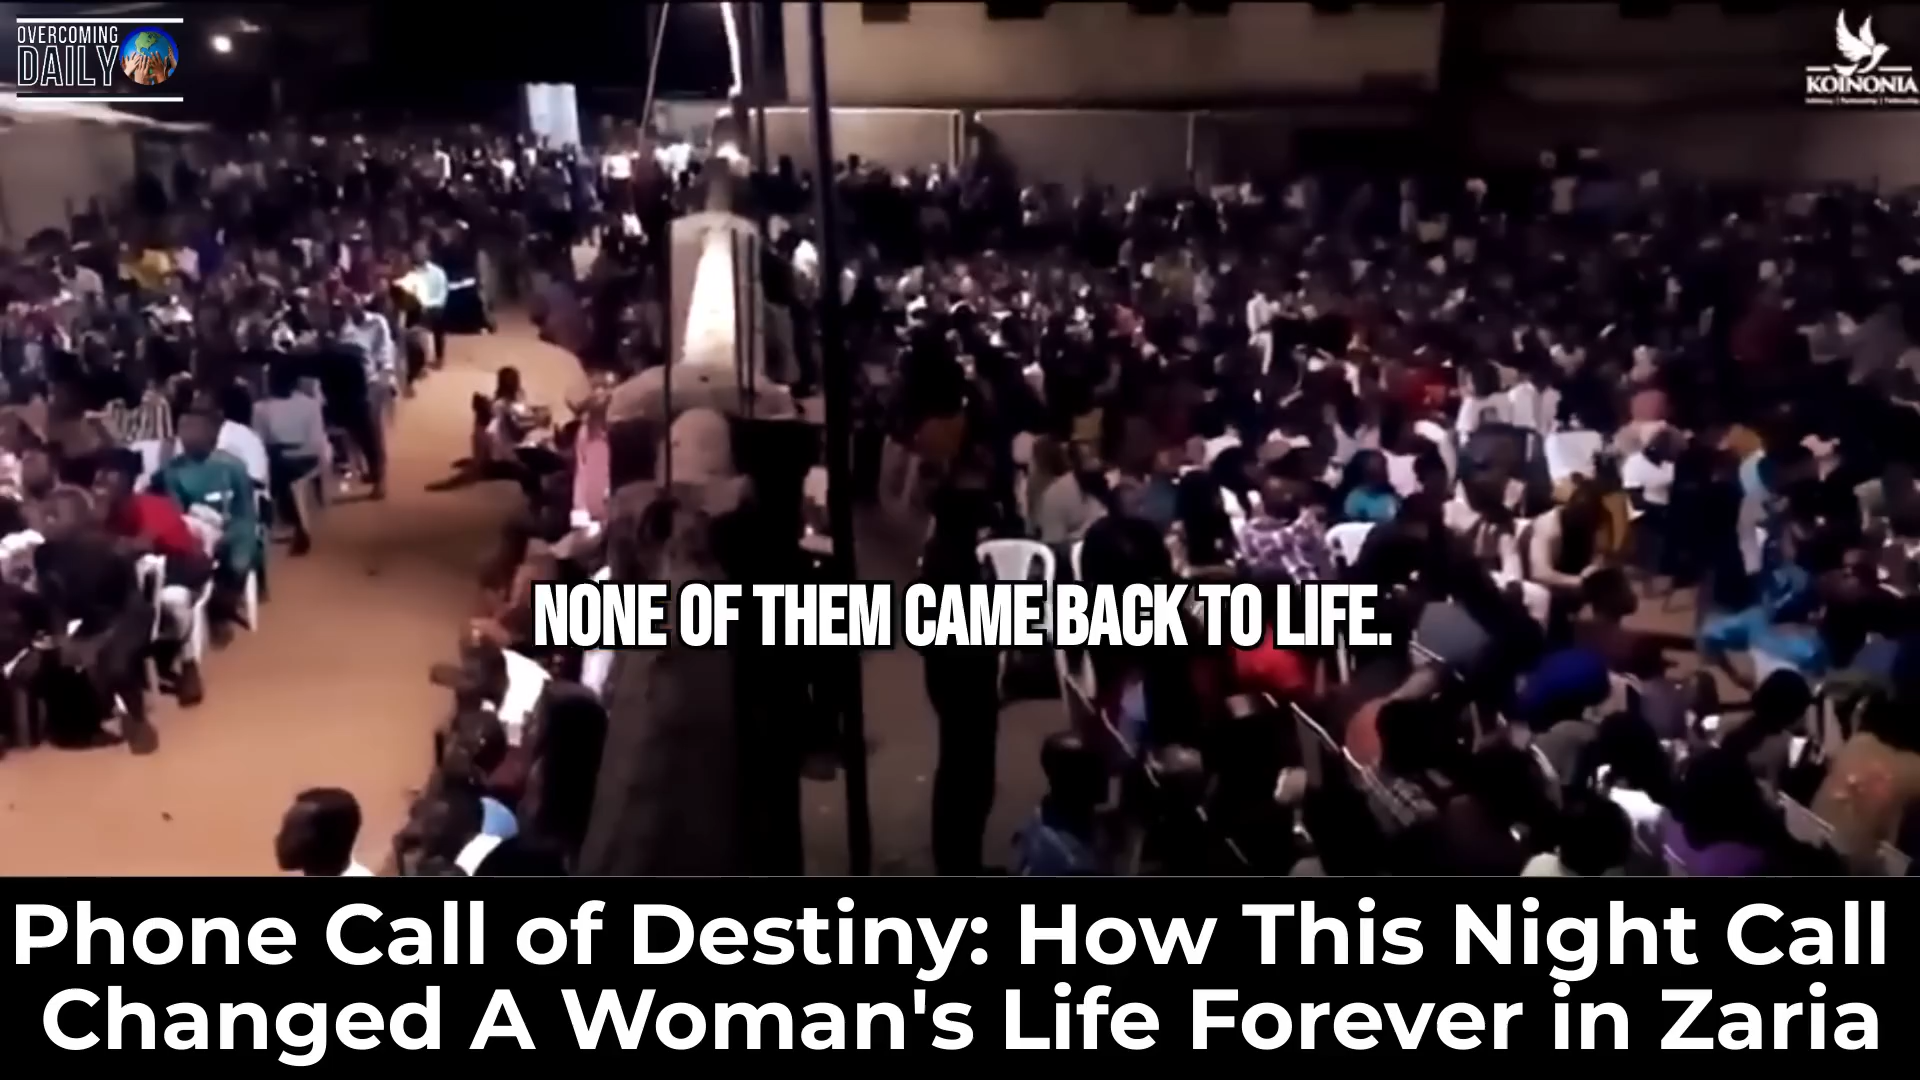 OVERCOMING
DAILY
KOINONIA
NONE OF THEM CAME BACK TO LIFE.
Phone Call of Destiny: How This Night Call
Changed A Woman's Life Forever in Zaria